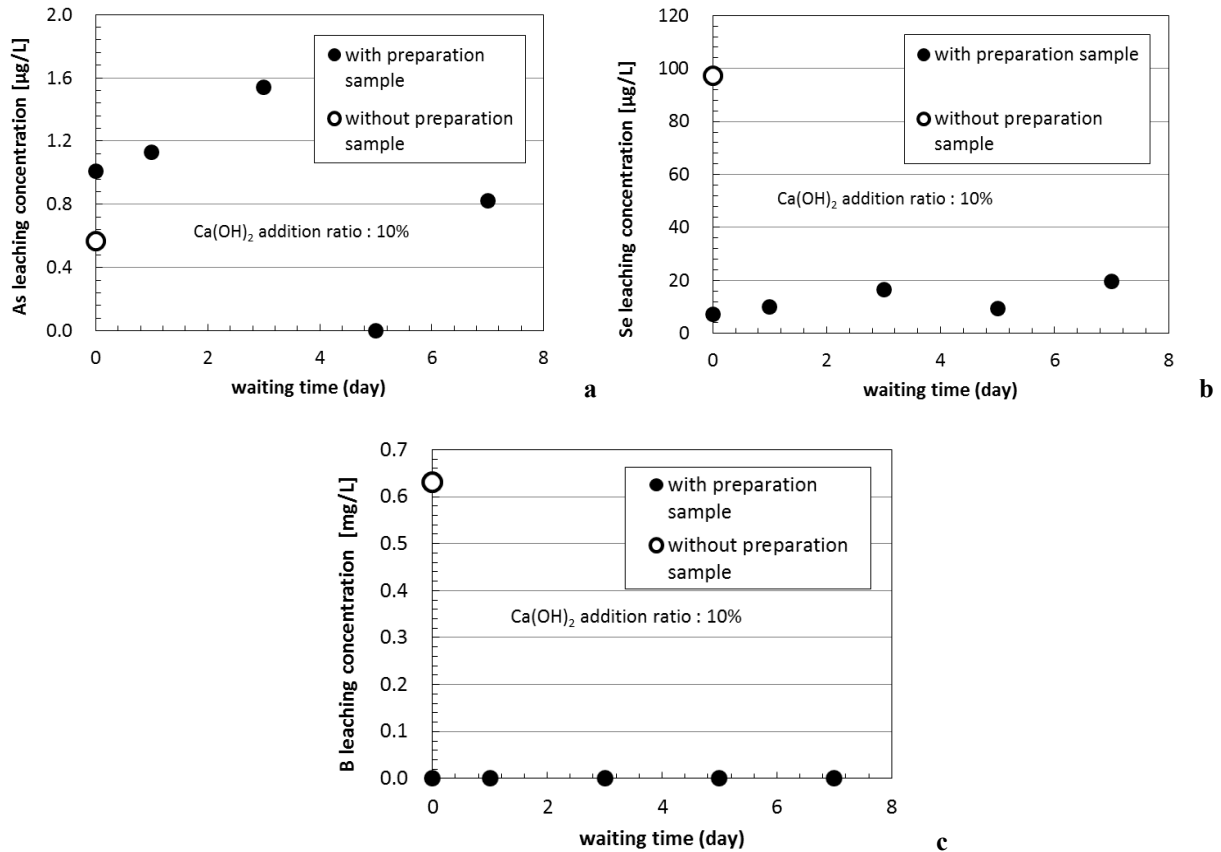 As leaching concentration [µg/L]
2.0
1.6
1.2
0.8
0.4
0.0
with preparation
sample
without preparation
sample
Ca(OH)2 addition ratio : 10%
0 2 4 6 8
waiting time (day)
a
Se leaching concentration [µg/L]
120
100
80
60
40
20
0
with preparation sample
without preparation
sample
Ca(OH)2 addition ratio : 10%
0 2 4 6 8
waiting time (day)
b
B leaching concentration [mg/L]
0.7
0.6
0.5
0.4
0.3
0.2
0.1
0.0
with preparation
sample
without preparation
sample
Ca(OH)2 addition ratio : 10%
0 2 4 6 8
waiting time (day)
c